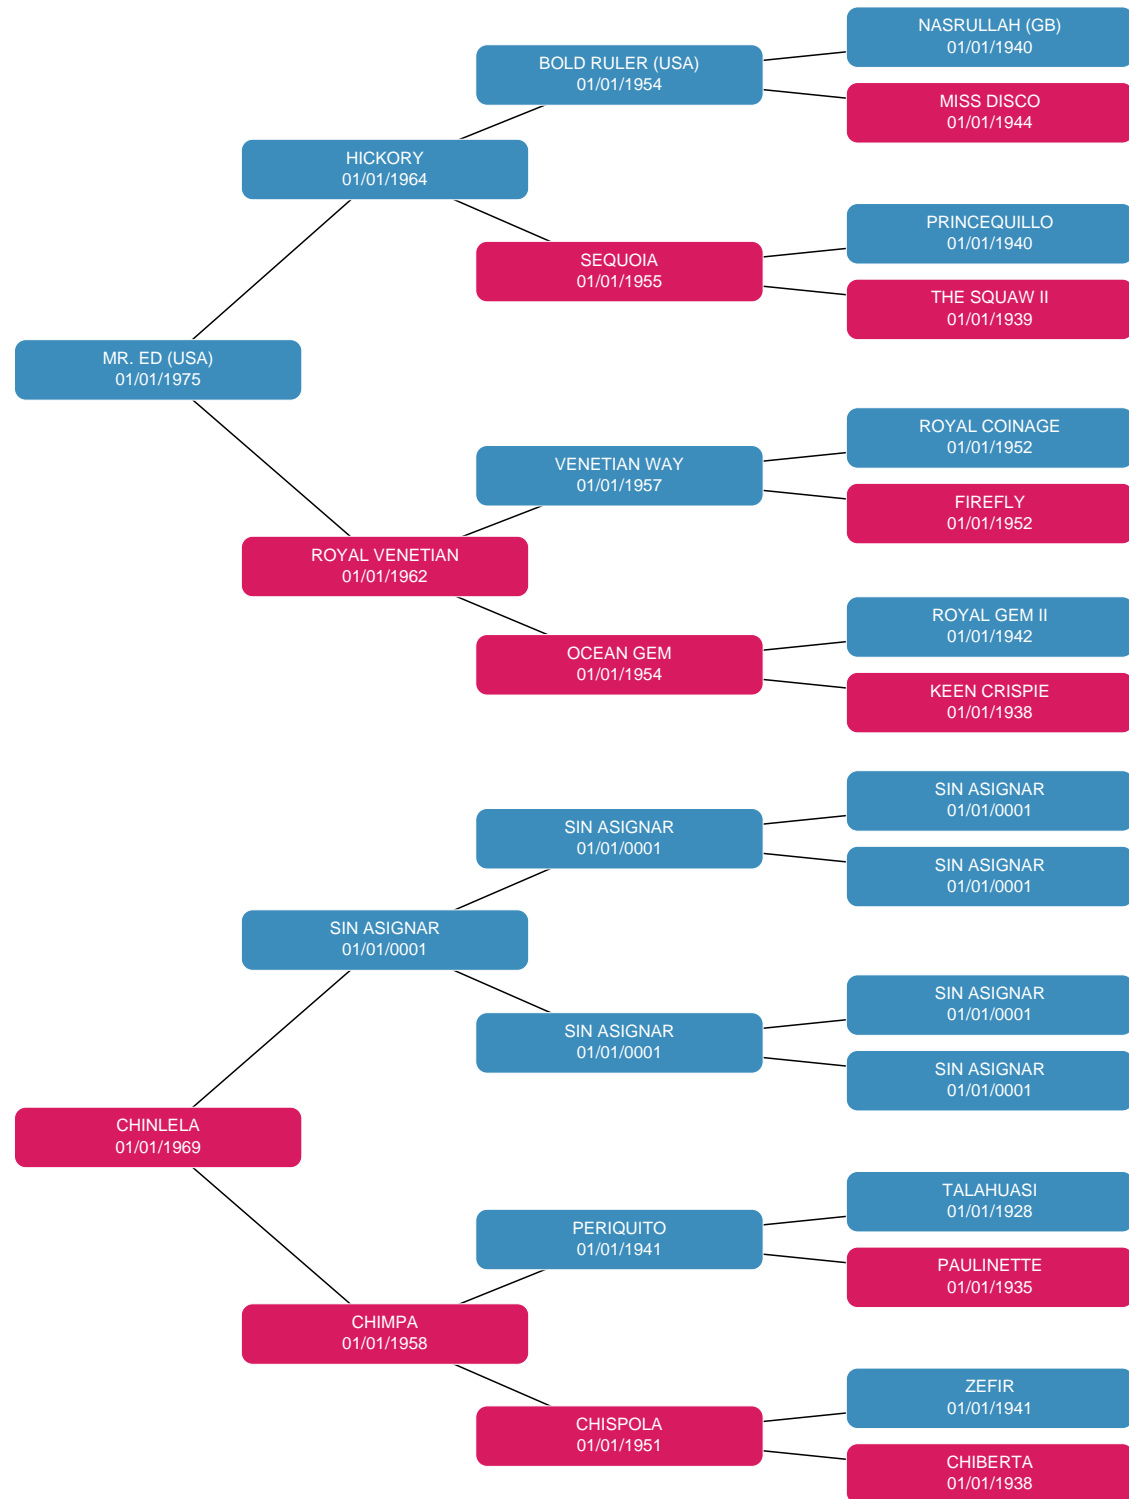 NASRULLAH (GB)
01/01/1940
BOLD RULER (USA)
01/01/1954
MISS DISCO
01/01/1944
HICKORY
01/01/1964
PRINCEQUILLO
01/01/1940
SEQUOIA
01/01/1955
THE SQUAW II
01/01/1939
MR. ED (USA)
01/01/1975
ROYAL COINAGE
01/01/1952
VENETIAN WAY
01/01/1957
FIREFLY
01/01/1952
ROYAL VENETIAN
01/01/1962
ROYAL GEM II
01/01/1942
OCEAN GEM
01/01/1954
KEEN CRISPIE
01/01/1938
SIN ASIGNAR
01/01/0001
SIN ASIGNAR
01/01/0001
SIN ASIGNAR
01/01/0001
SIN ASIGNAR
01/01/0001
SIN ASIGNAR
01/01/0001
SIN ASIGNAR
01/01/0001
SIN ASIGNAR
01/01/0001
CHINLELA
01/01/1969
TALAHUASI
01/01/1928
PERIQUITO
01/01/1941
PAULINETTE
01/01/1935
CHIMPA
01/01/1958
ZEFIR
01/01/1941
CHISPOLA
01/01/1951
CHIBERTA
01/01/1938